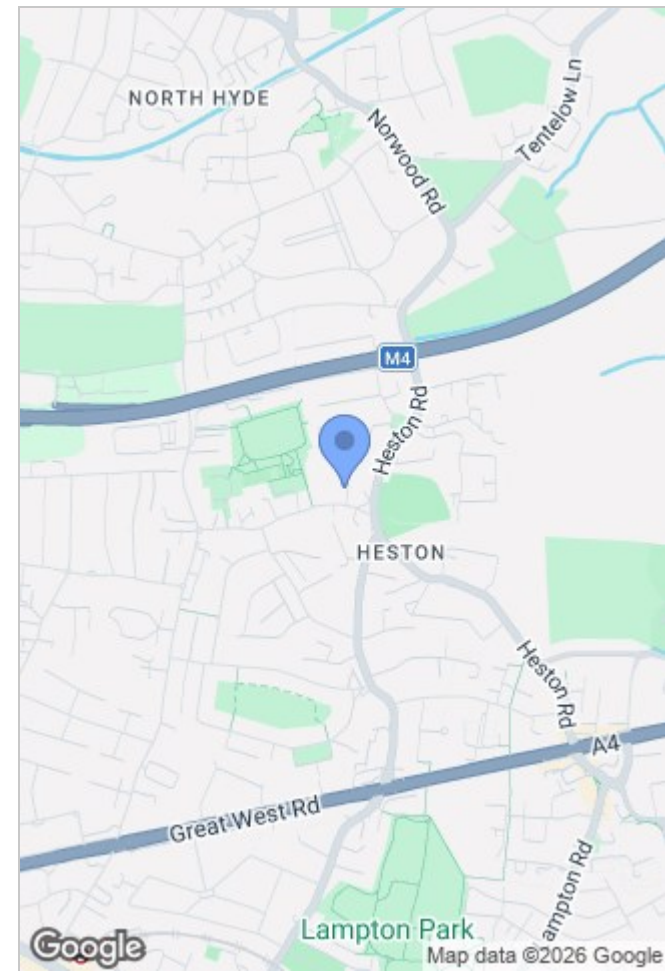 NORTH HYDE
Tentelow Ln
Norwood Rd
M4
Heston Rd
HESTON
Heston Rd
A4
Great West Rd
Lampton Rd
Lampton Park
Google
Map data ©2026 Google